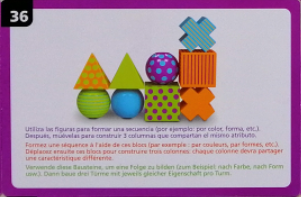 36
Utiliza las figuras para formar una secuencia (por ejemplo: por color, forma, etc.).
Después, muévelas para construir 3 columnas que compartan el mismo atributo.
Formez une séquence à l'aide de ces blocs (par exemple : par couleurs, par formes, etc.).
Déplacez ensuite ces blocs pour construire trois colonnes: chaque colonne devra partager
une caractéristique différente.
Verwende diese Bausteine, um eine Folge zu bilden (zum Beispiel: nach Farbe, nach Form
usw.). Dann baue drei Türme mit jeweils gleicher Eigenschaft pro Turm.